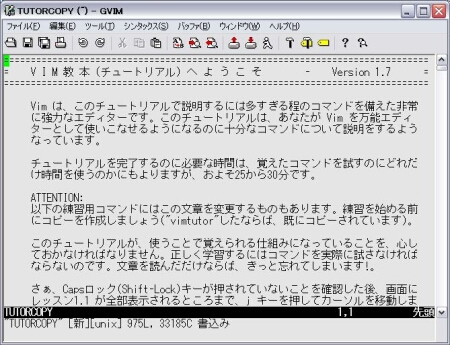 TUTORCOPY (~) - GVIM
ファイル(F) 編集(E) ツール(T) シンタックス(S) バッファ(B) ウィンドウ(W) ヘルプ(H)
===============================================================================
= V I M 教 本 (チュートリアル) へ よ う こ そ - Version 1.7 =
===============================================================================
Vim は、このチュートリアルで説明するには多すぎる程のコマンドを備えた非常
に強力なエディターです。このチュートリアルは、あなたが Vim を万能エディ
ターとして使いこなせるようになるのに十分なコマンドについて説明をするよう
なっています。
チュートリアルを完了するのに必要な時間は、覚えたコマンドを試すのにどれだ
け時間を使うのかにもよりますが、およそ25から30分です。
ATTENTION:
以下の練習用コマンドにはこの文章を変更するものもあります。練習を始める前
にコピーを作成しましょう("vimtutor"したならば、既にコピーされています)。
このチュートリアルが、使うことで覚えられる仕組みになっていることを、心し
ておかなければなりません。正しく学習するにはコマンドを実際に試さなければ
ならないのです。文章を読んだだけならば、きっと忘れてしまいます!。
さぁ、Capsロック(Shift-Lock)キーが押されていないことを確認した後、画面に
レッスン1.1 が全部表示されるところまで、j キーを押してカーソルを移動しま
TUTORCOPY 1,1 先頭
"TUTORCOPY" [新][unix] 975L, 33185C 書込み